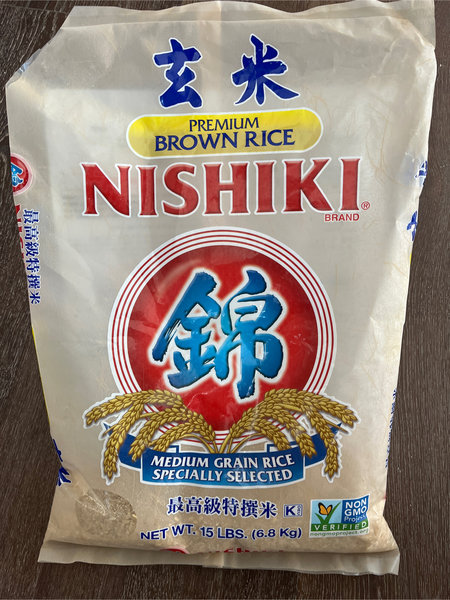 玄米
PREMIUM
BROWN RICE
NISHIKI®
BRAND
錦
MEDIUM GRAIN RICE
SPECIALLY SELECTED
最高級特撰米 K
NET WT. 15 LBS. (6.8 Kg)
NON
GMO
Project
VERIFIED
nongmoproject.org
錦
最高級特撰米
NISHIKI